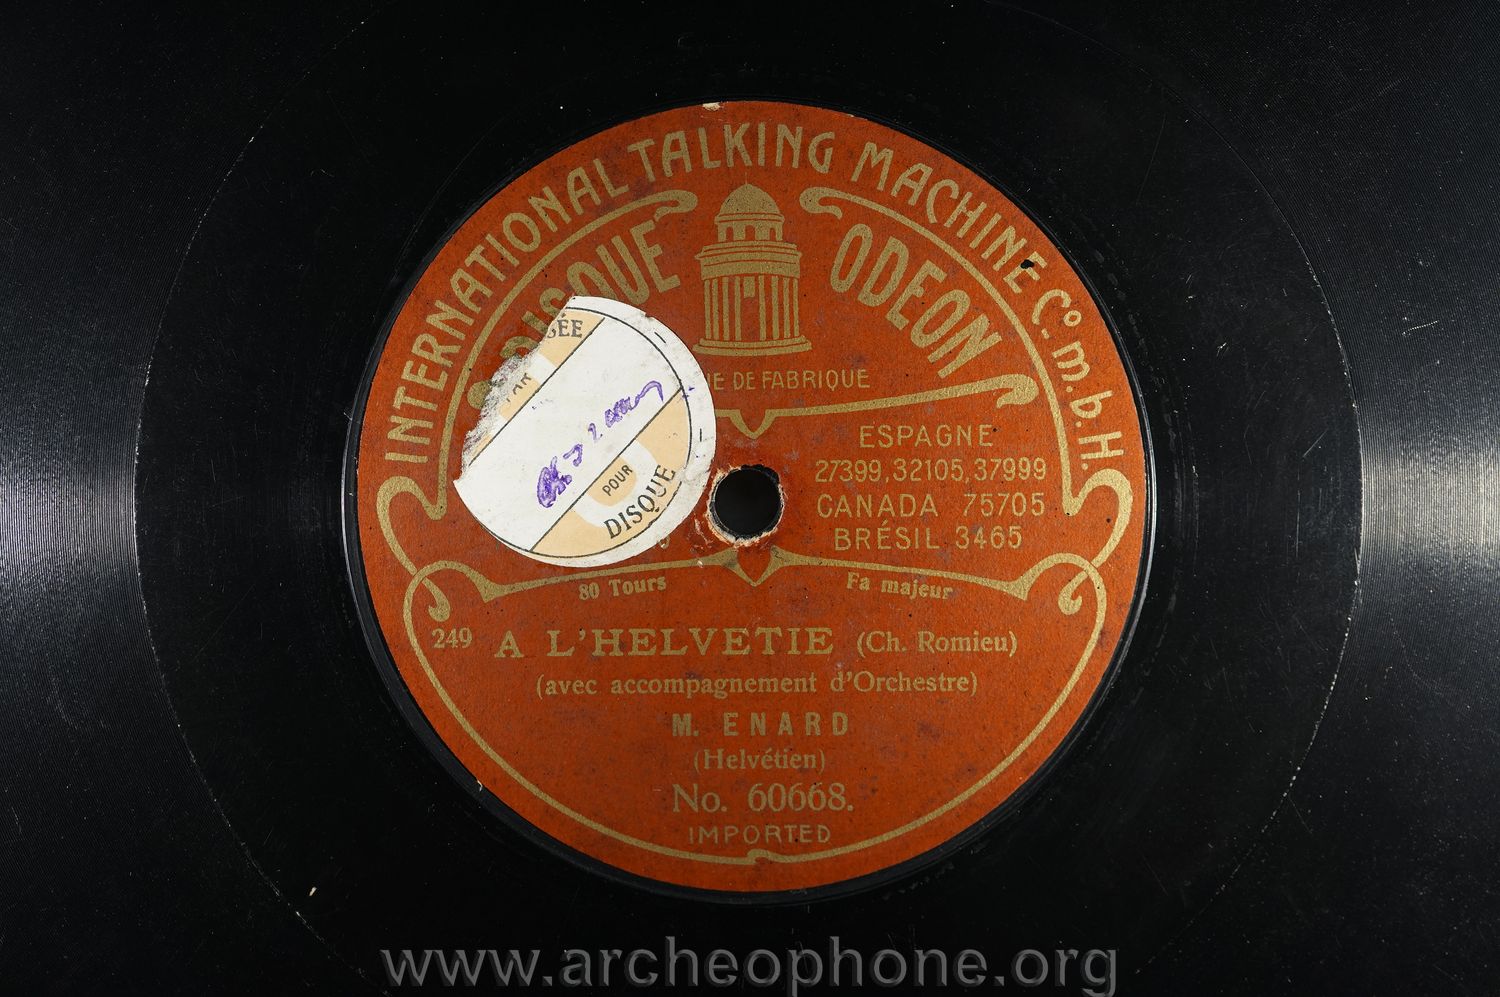 INTERNATIONAL TALKING MACHINE Co. m. b. H.
DISQUE ODEON
UE DE FABRIQUE
ESPAGNE
27399, 32105, 37999
CANADA 75705
BRÉSIL 3465
POUR
DISQUE
80 Tours
Fa majeur
249 A L'HELVETIE (Ch. Romieu)
(avec accompagnement d'Orchestre)
M. ENARD
(Helvétien)
No. 60668.
IMPORTED
www.archeophone.org